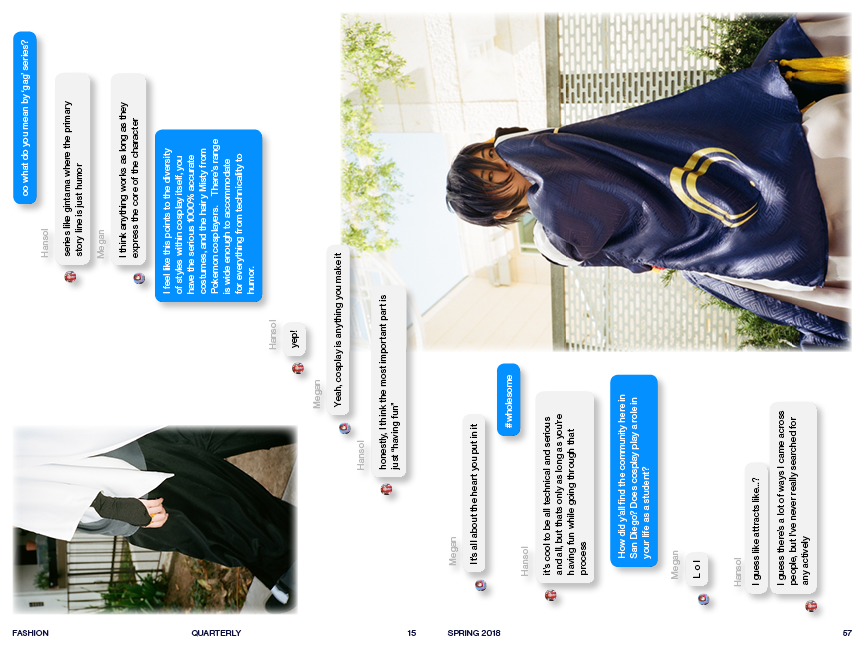 oo what do you mean by 'gag' series?
Hansol
series like gintama where the primary
story line is just humor
Megan
I think anything works as long as they
express the core of the character
I feel like this points to the diversity
of styles within cosplay itself, you
have the serious 1000% accurate
costumes, and the hairy Misty from
Pokemon cosplayers. There's range
is wide enough to accommodate
for everything from technicality to
humor.
Hansol
yep!
Megan
Yeah, cosplay is anything you make it
Hansol
honestly, I think the most important part is
just "having fun"
Megan
It's all about the heart you put in it
#wholesome
Hansol
it's cool to be all technical and serious
and all, but thats only as long as you're
having fun while going through that
process
How did y'all find the community here in
San Diego? Does cosplay play a role in
your life as a student?
Megan
L o l
Hansol
I guess like attracts like...?
I guess there's a lot of ways I came across
people, but I've never really searched for
any actively
FASHION QUARTERLY 15 SPRING 2018 57